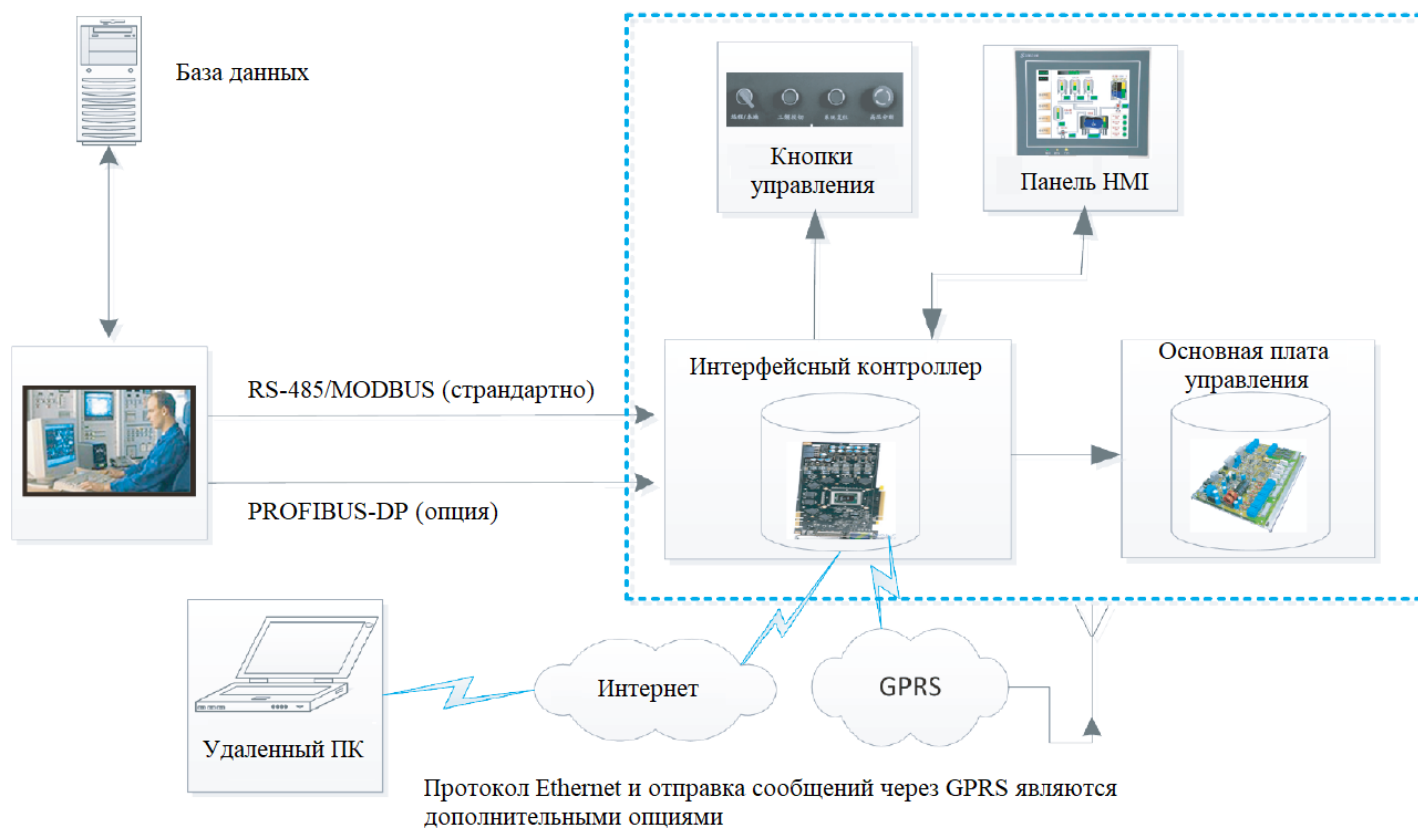 База данных
Кнопки
управления
Панель HMI
RS-485/MODBUS (страндартно)
PROFIBUS-DP (опция)
Интерфейсный контроллер
Основная плата
управления
Удаленный ПК
Интернет
GPRS
Протокол Ethernet и отправка сообщений через GPRS являются
дополнительными опциями